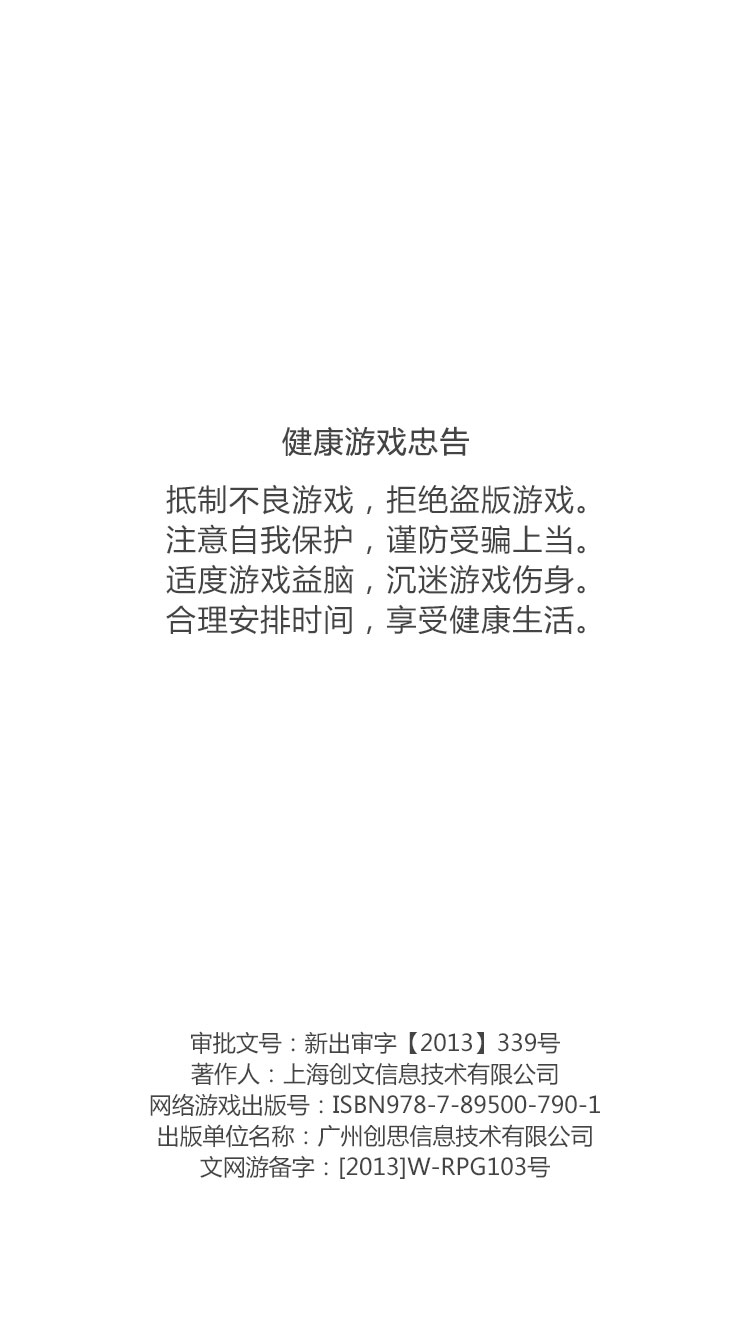 健康游戏忠告
抵制不良游戏，拒绝盗版游戏。
注意自我保护，谨防受骗上当。
适度游戏益脑，沉迷游戏伤身。
合理安排时间，享受健康生活。
审批文号：新出审字【2013】339号
著作人：上海创文信息技术有限公司
网络游戏出版号：ISBN978-7-89500-790-1
出版单位名称：广州创思信息技术有限公司
文网游备字：[2013]W-RPG103号